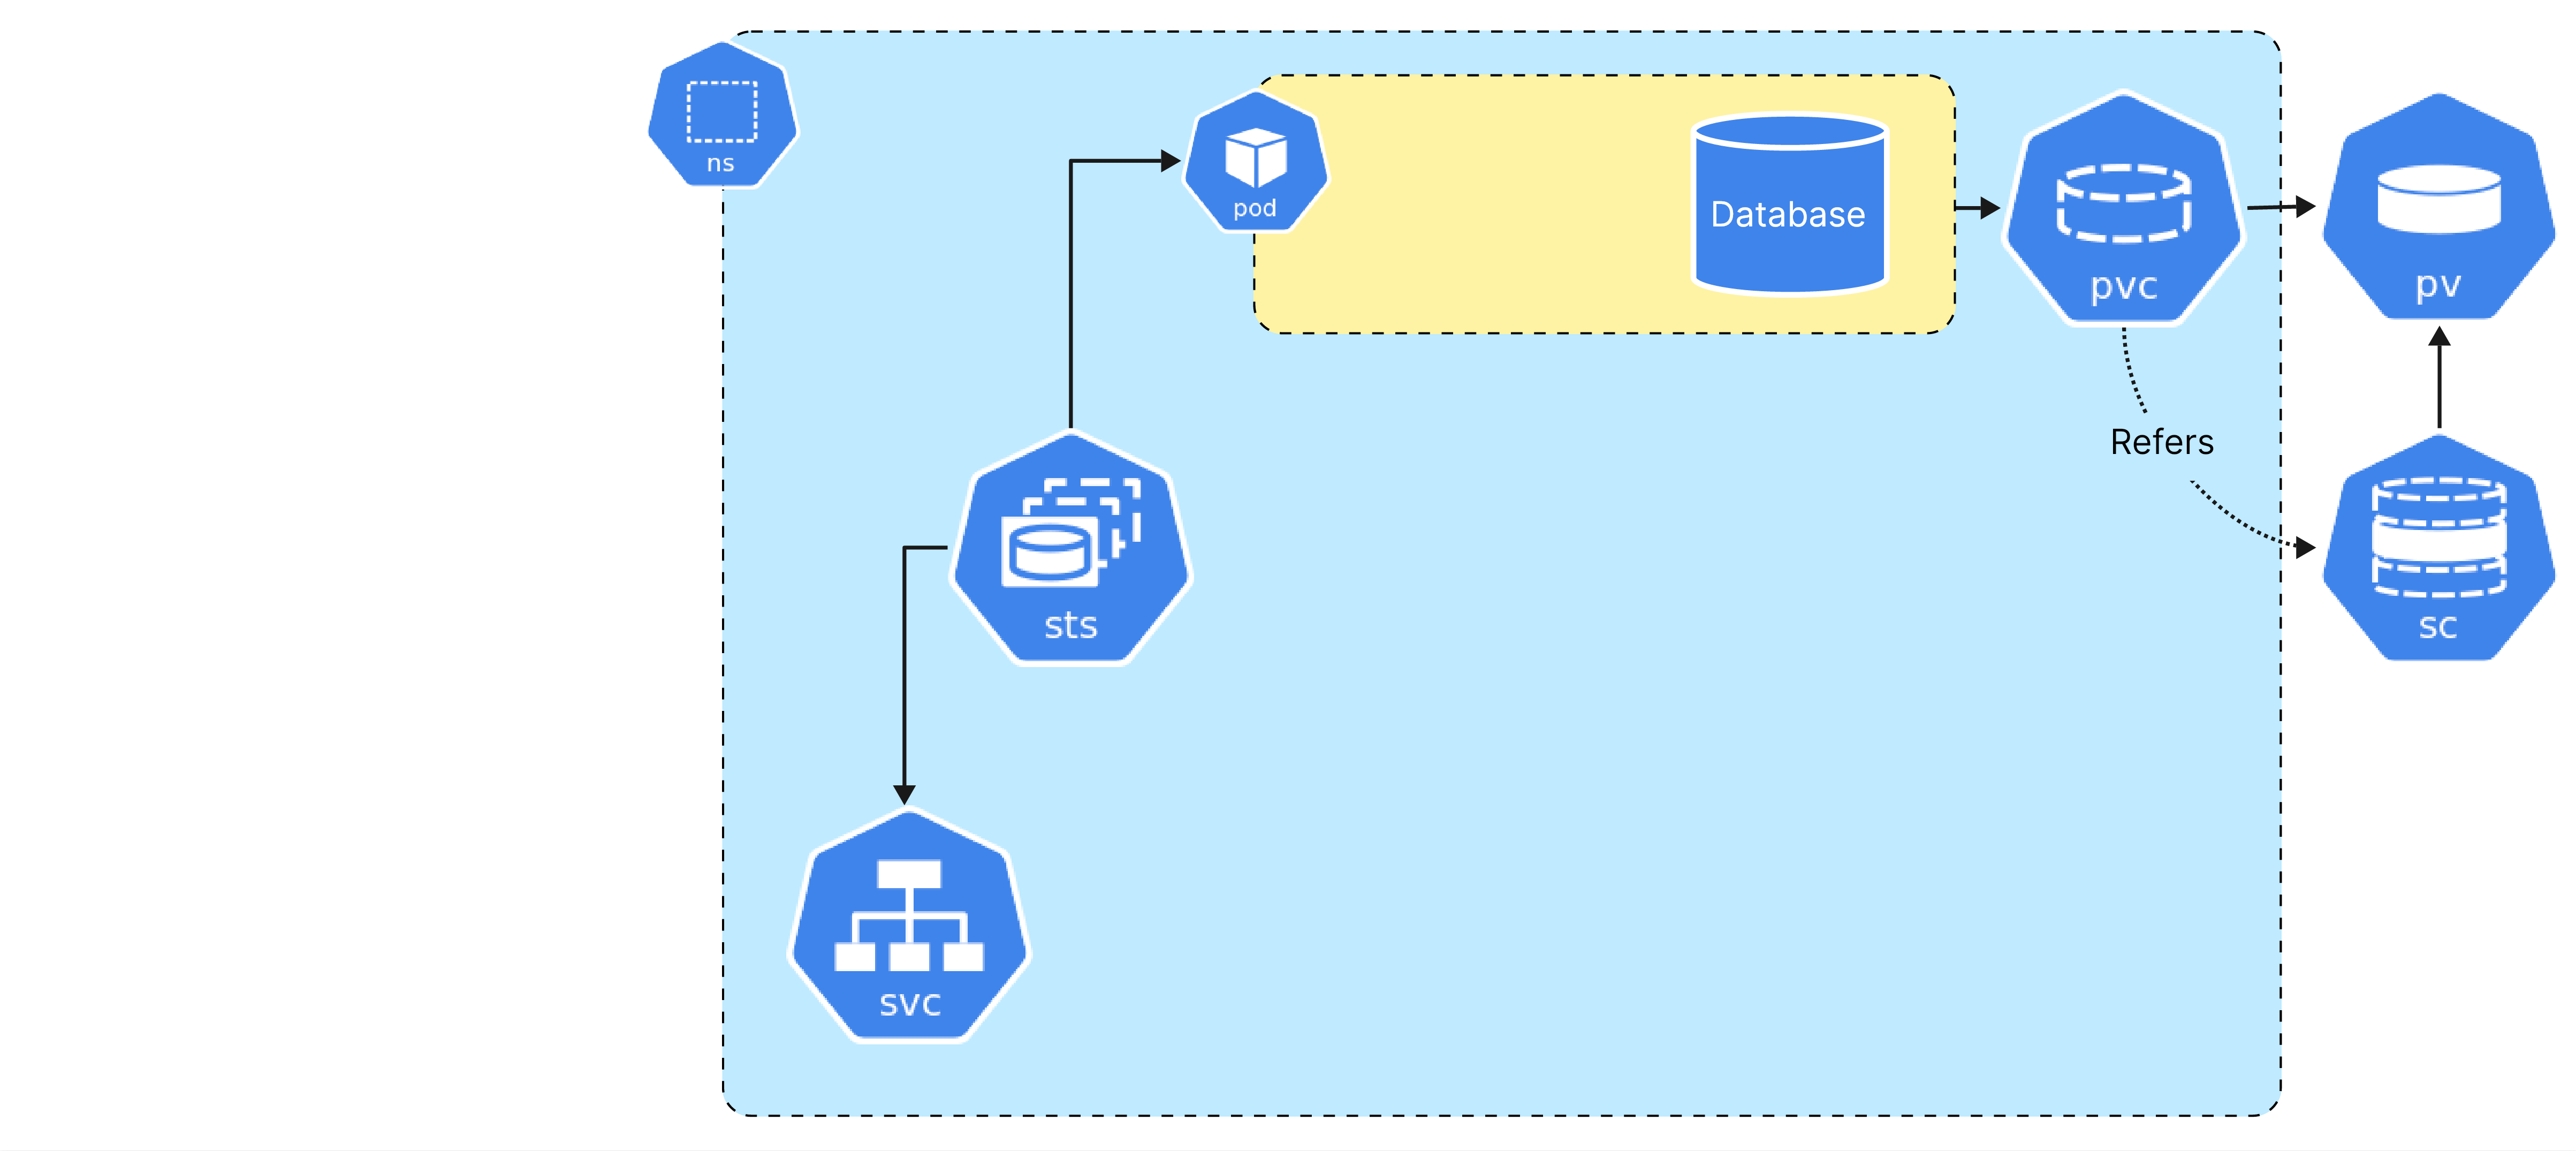 ns
pod
Database
pvc
pv
Refers
sts
sc
svc